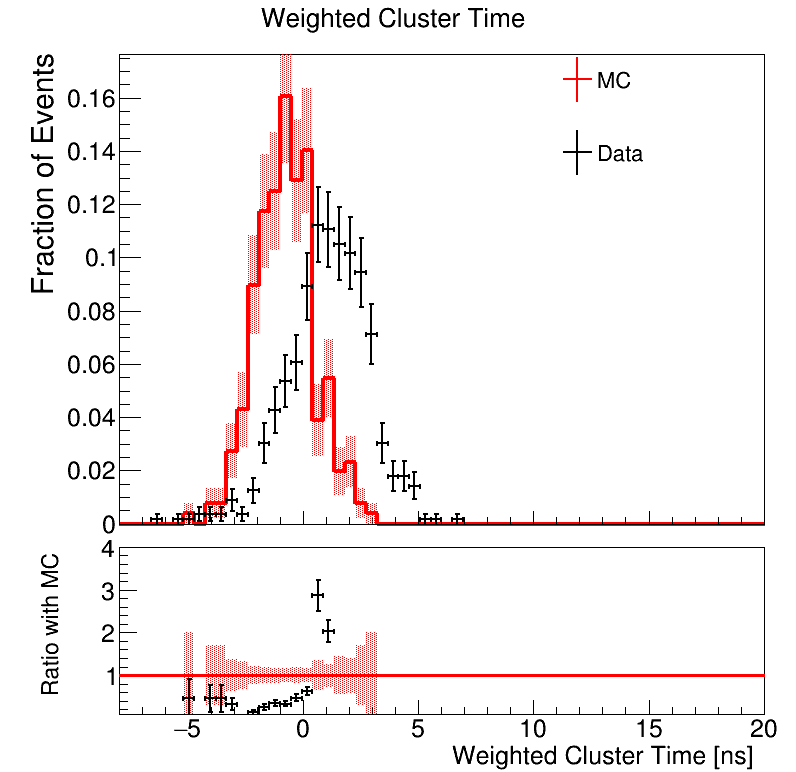 Weighted Cluster Time
Fraction of Events
0.16
0.14
0.12
0.1
0.08
0.06
0.04
0.02
0
MC
Data
Ratio with MC
4
3
2
1
−5 0 5 10 15 20
Weighted Cluster Time [ns]